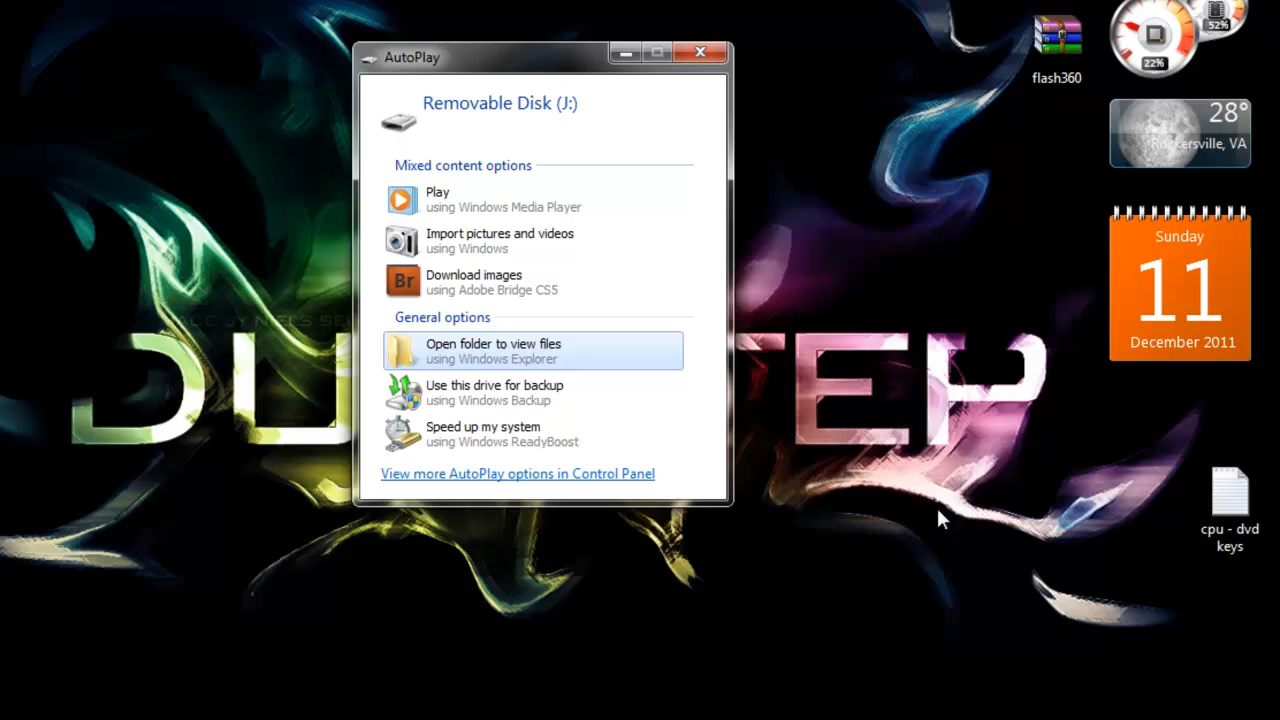 AutoPlay
Removable Disk (J:)
Mixed content options
Play
using Windows Media Player
Import pictures and videos
using Windows
Br
Download images
using Adobe Bridge CS5
General options
Open folder to view files
using Windows Explorer
Use this drive for backup
using Windows Backup
Speed up my system
using Windows ReadyBoost
View more AutoPlay options in Control Panel
flash360
52%
22%
28°
Ruckersville, VA
Sunday
11
December 2011
cpu - dvd
keys
DU
TEP